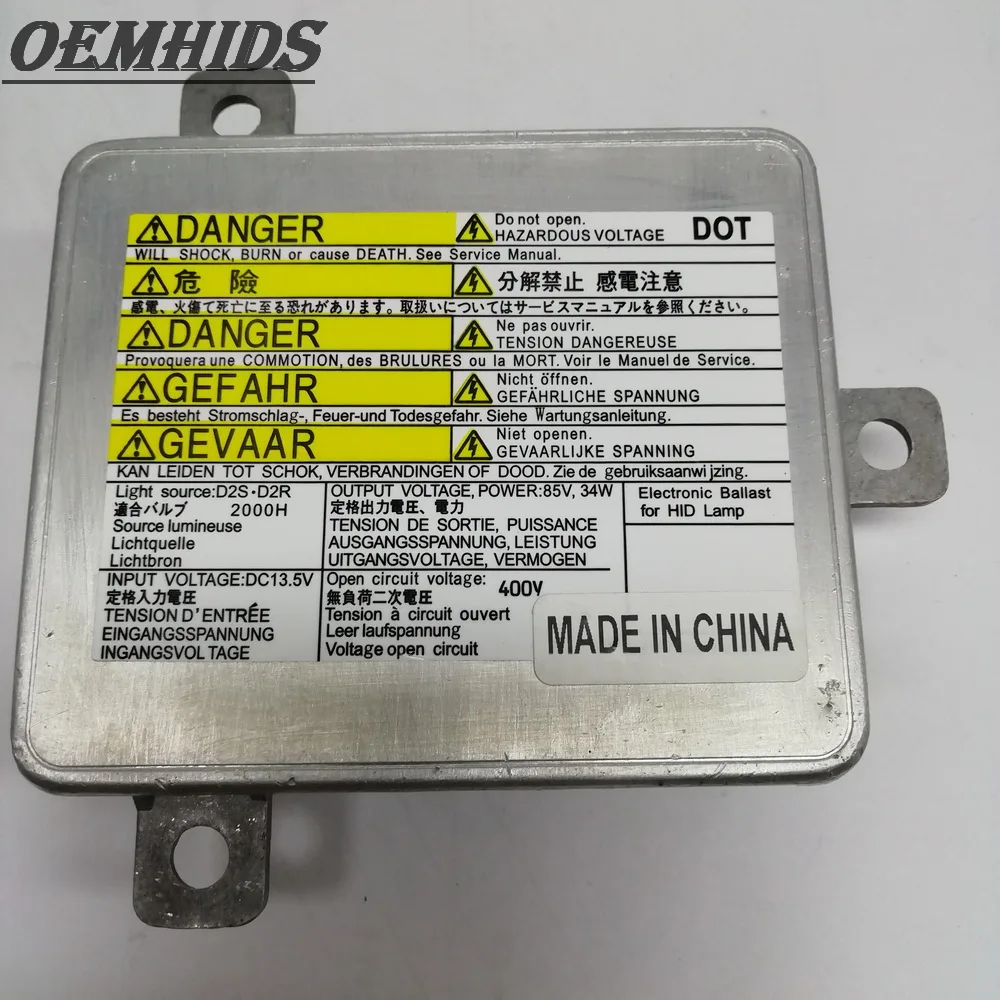 OEMHIDS
DANGER
Do not open.
HAZARDOUS VOLTAGE
DOT
WILL SHOCK, BURN or cause DEATH. See Service Manual.
危 險
分解禁止 感電注意
感電、火傷て死亡に至る恐れがあります。取扱いについてはサービスマニュアルを参照ください。
DANGER
Ne pas ouvrir.
TENSION DANGEREUSE
Provoquera une COMMOTION, des BRULURES ou la MORT. Voir le Manuel de Service.
GEFAHR
Nicht öffnen.
GEFÄHRLICHE SPANNUNG
Es besteht Stromschlag-, Feuer-und Todesgefahr. Siehe Wartungsanleitung.
GEVAAR
Niet openen.
GEVAARLIJKE SPANNING
KAN LEIDEN TOT SCHOK, VERBRANDINGEN OF DOOD. Zie de gebruiksaanwijzing.
Light source:D2S·D2R
適合バルブ 2000H
Source lumineuse
Lichtquelle
Lichtbron
OUTPUT VOLTAGE, POWER:85V, 34W
定格出力電圧、電力
TENSION DE SORTIE, PUISSANCE
AUSGANGSSPANNUNG, LEISTUNG
UITGANGSVOLTAGE, VERMOGEN
Electronic Ballast
for HID Lamp
INPUT VOLTAGE:DC13.5V
定格入力電圧
TENSION D'ENTRÉE
EINGANGSSPANNUNG
INGANGSVOLTAGE
Open circuit voltage: 400V
無負荷二次電圧
Tension à circuit ouvert
Leerlaufspannung
Voltage open circuit
MADE IN CHINA